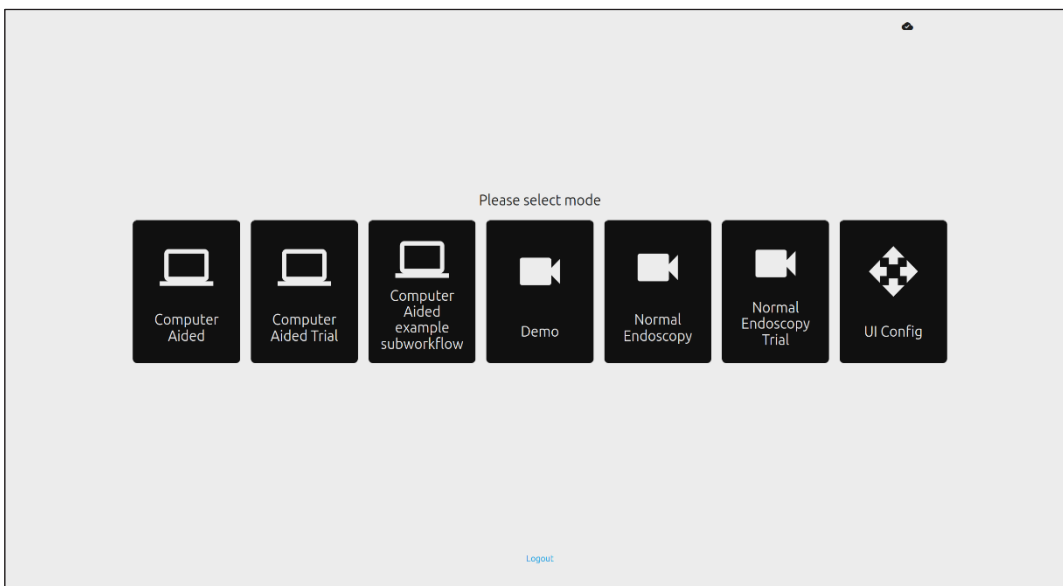 Please select mode
Computer
Aided
Computer
Aided Trial
Computer
Aided
example
subworkflow
Demo
Normal
Endoscopy
Normal
Endoscopy
Trial
UI Config
Logout